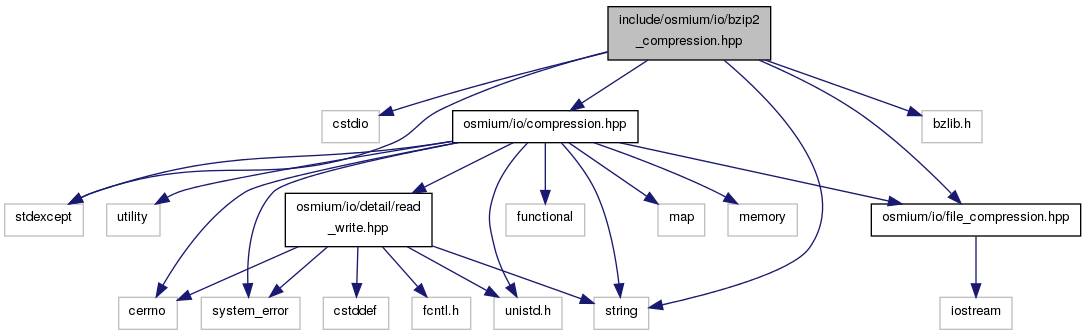 include/osmium/io/bzip2
_compression.hpp
cstdio
osmium/io/compression.hpp
bzlib.h
stdexcept
utility
osmium/io/detail/read
_write.hpp
functional
map
memory
osmium/io/file_compression.hpp
cerrno
system_error
cstddef
fcntl.h
unistd.h
string
iostream